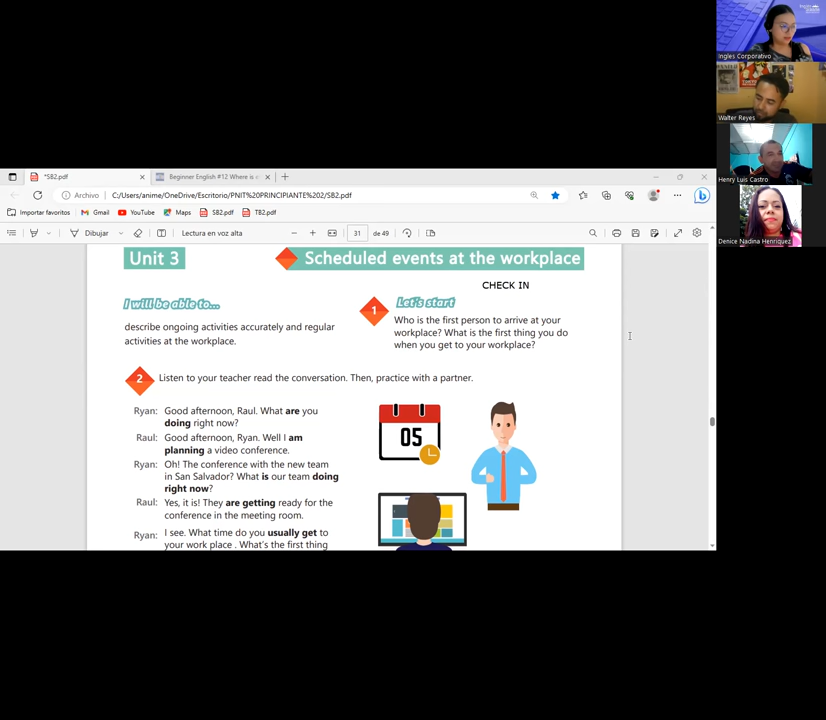 Ingles Corporativo
Walter Reyes
Henry Luis Castro
Denice Nadina Henriquez
*SB2.pdf
Beginner English #12 Where is
Archivo
C:/Users/anime/OneDrive/Escritorio/PNIT%20PRINCIPIANTE%202/SB2.pdf
Importar favoritos
Gmail
YouTube
Maps
SB2.pdf
TB2.pdf
Dibujar
Lectura en voz alta
31
de 49
Unit 3
Scheduled events at the workplace
CHECK IN
I will be able to...
describe ongoing activities accurately and regular
activities at the workplace.
1
Let's start
Who is the first person to arrive at your
workplace? What is the first thing you do
when you get to your workplace?
2
Listen to your teacher read the conversation. Then, practice with a partner.
Ryan: Good afternoon, Raul. What are you
doing right now?
Raul: Good afternoon, Ryan. Well I am
planning a video conference.
Ryan: Oh! The conference with the new team
in San Salvador? What is our team doing
right now?
Raul: Yes, it is! They are getting ready for the
conference in the meeting room.
Ryan: I see. What time do you usually get to
your work place . What's the first thing
05